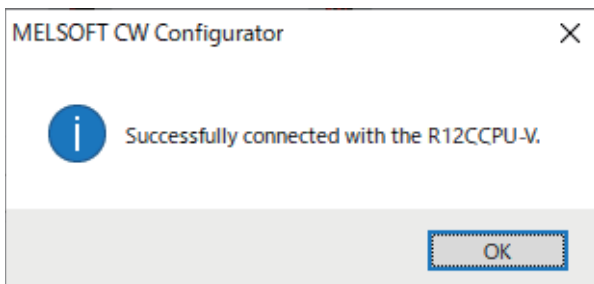 MELSOFT CW Configurator
Successfully connected with the R12CCPU-V.
OK